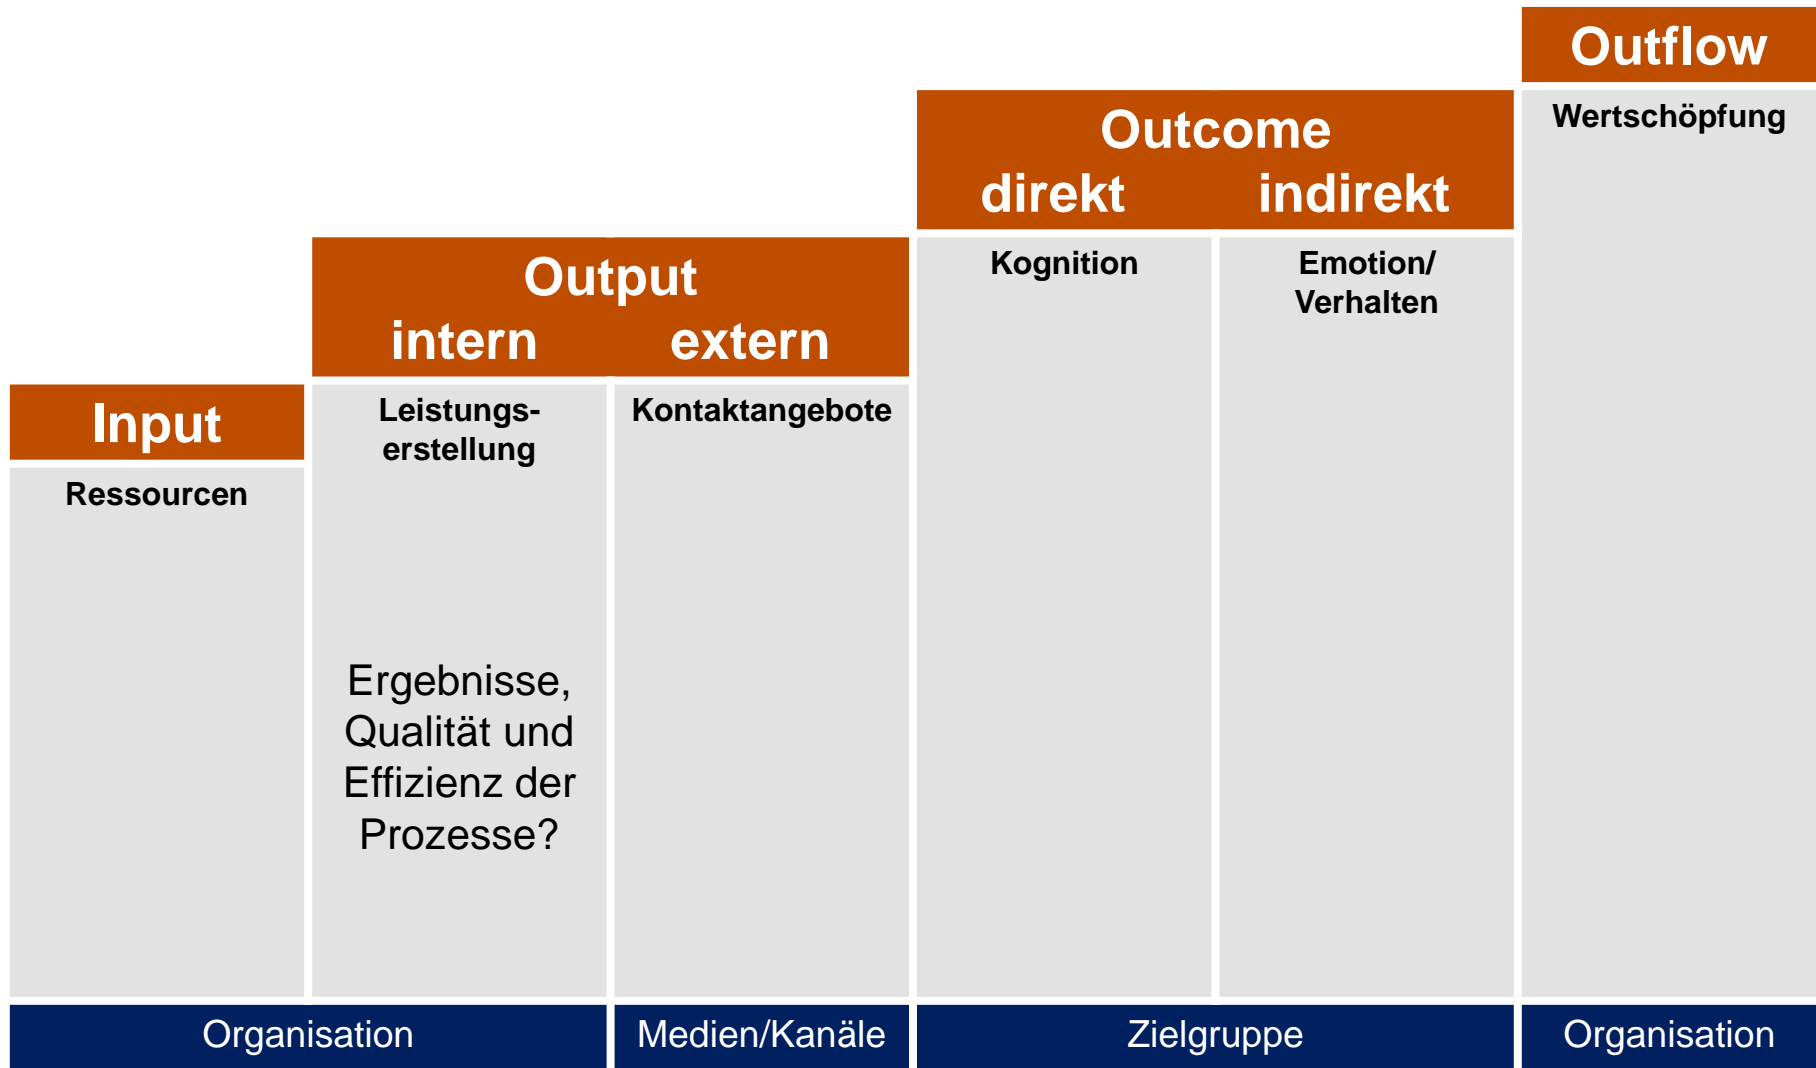 Input
Ressourcen
Output
intern extern
Leistungs-
erstellung
Ergebnisse,
Qualität und
Effizienz der
Prozesse?
Kontaktangebote
Outcome
direkt indirekt
Kognition
Emotion/
Verhalten
Outflow
Wertschöpfung
Organisation
Medien/Kanäle
Zielgruppe
Organisation